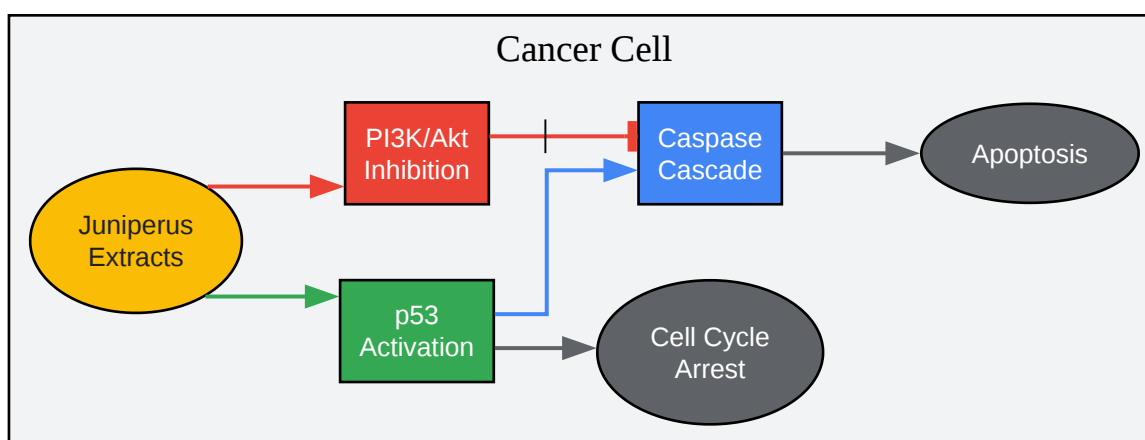 Cancer Cell
PI3K/Akt
Inhibition
Caspase
Cascade
Apoptosis
Juniperus
Extracts
p53
Activation
Cell Cycle
Arrest